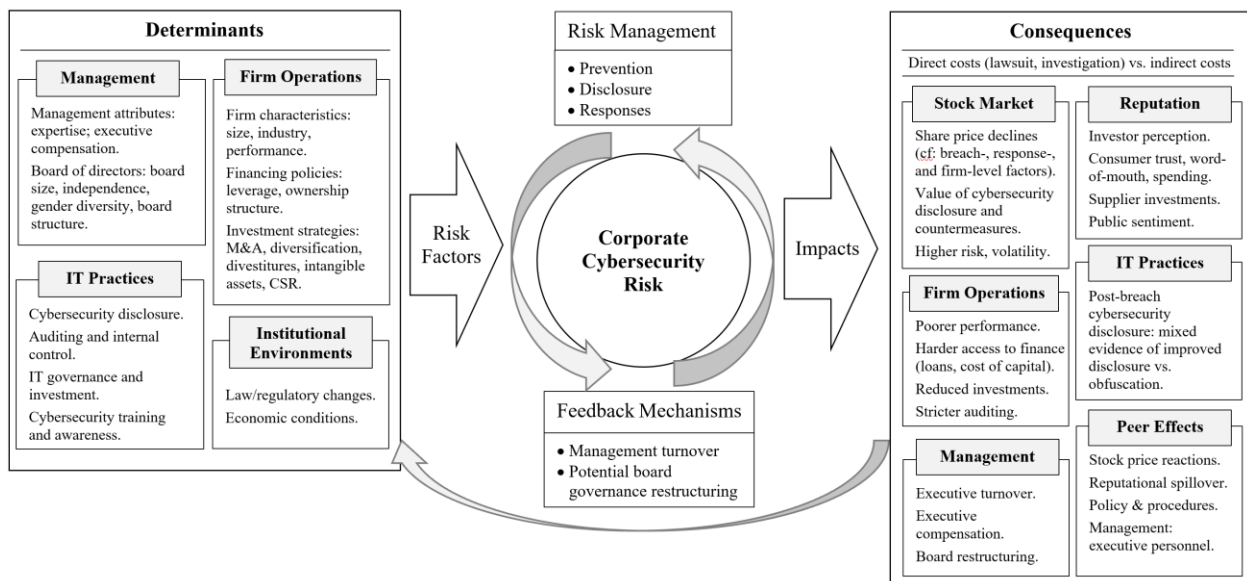 Determinants
Management
Management attributes:
expertise; executive
compensation.
Board of directors: board
size, independence,
gender diversity, board
structure.
IT Practices
Cybersecurity disclosure.
Auditing and internal
control.
IT governance and
investment.
Cybersecurity training
and awareness.
Firm Operations
Firm characteristics:
size, industry,
performance.
Financing policies:
leverage, ownership
structure.
Investment strategies:
M&A, diversification,
divestitures, intangible
assets, CSR.
Institutional
Environments
Law/regulatory changes.
Economic conditions.
Risk
Factors
Risk Management
• Prevention
• Disclosure
• Responses
Corporate
Cybersecurity
Risk
Feedback Mechanisms
• Management turnover
• Potential board
governance restructuring
Impacts
Consequences
Direct costs (lawsuit, investigation) vs. indirect costs
Stock Market
Share price declines
(cf: breach-, response-,
and firm-level factors).
Value of cybersecurity
disclosure and
countermeasures.
Higher risk, volatility.
Firm Operations
Poorer performance.
Harder access to finance
(loans, cost of capital).
Reduced investments.
Stricter auditing.
Management
Executive turnover.
Executive
compensation.
Board restructuring.
Reputation
Investor perception.
Consumer trust, word-
of-mouth, spending.
Supplier investments.
Public sentiment.
IT Practices
Post-breach
cybersecurity
disclosure: mixed
evidence of improved
disclosure vs.
obfuscation.
Peer Effects
Stock price reactions.
Reputational spillover.
Policy & procedures.
Management:
executive personnel.